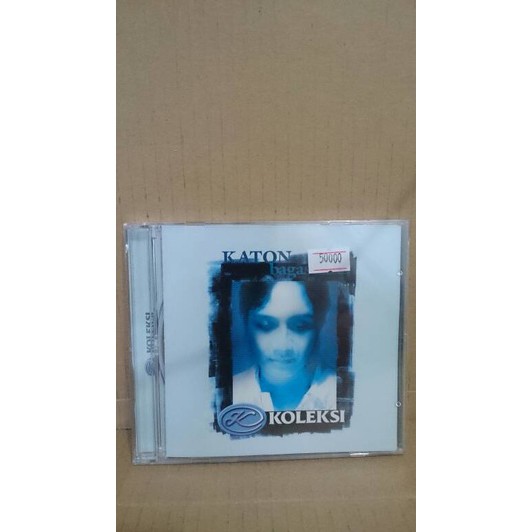 KATON
baga
50000
K KOLEKSI
KOLEKSI